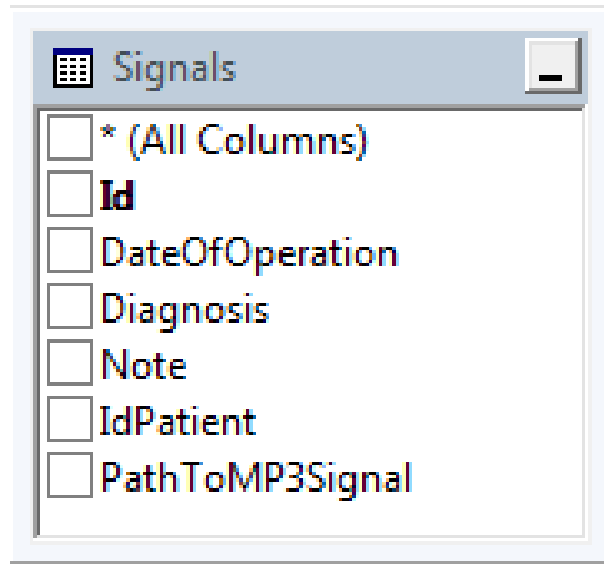 Signals
* (All Columns)
Id
DateOfOperation
Diagnosis
Note
IdPatient
PathToMP3Signal